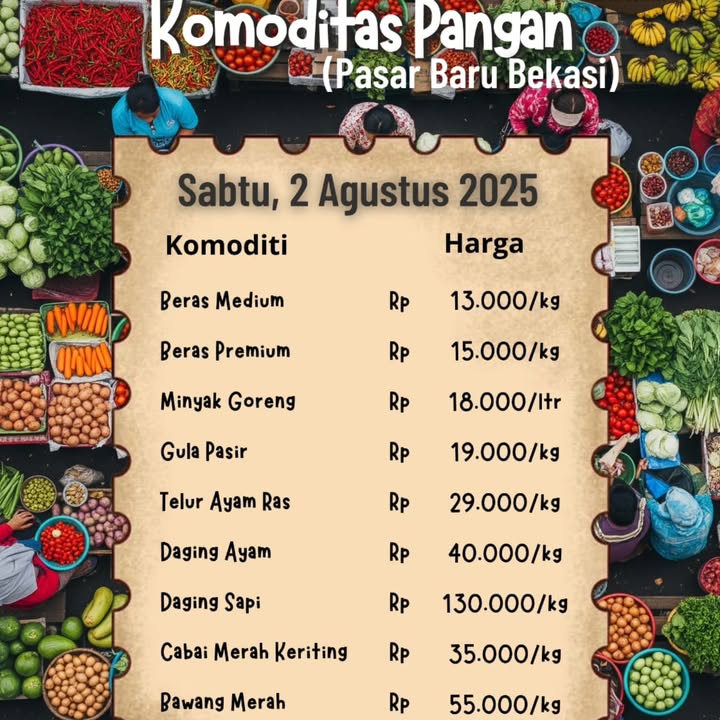 Komoditas Pangan
(Pasar Baru Bekasi)
Sabtu, 2 Agustus 2025
Komoditi Harga
Beras Medium Rp 13.000/kg
Beras Premium Rp 15.000/kg
Minyak Goreng Rp 18.000/ltr
Gula Pasir Rp 19.000/kg
Telur Ayam Ras Rp 29.000/kg
Daging Ayam Rp 40.000/kg
Daging Sapi Rp 130.000/kg
Cabai Merah Keriting Rp 35.000/kg
Bawang Merah Rp 55.000/kg